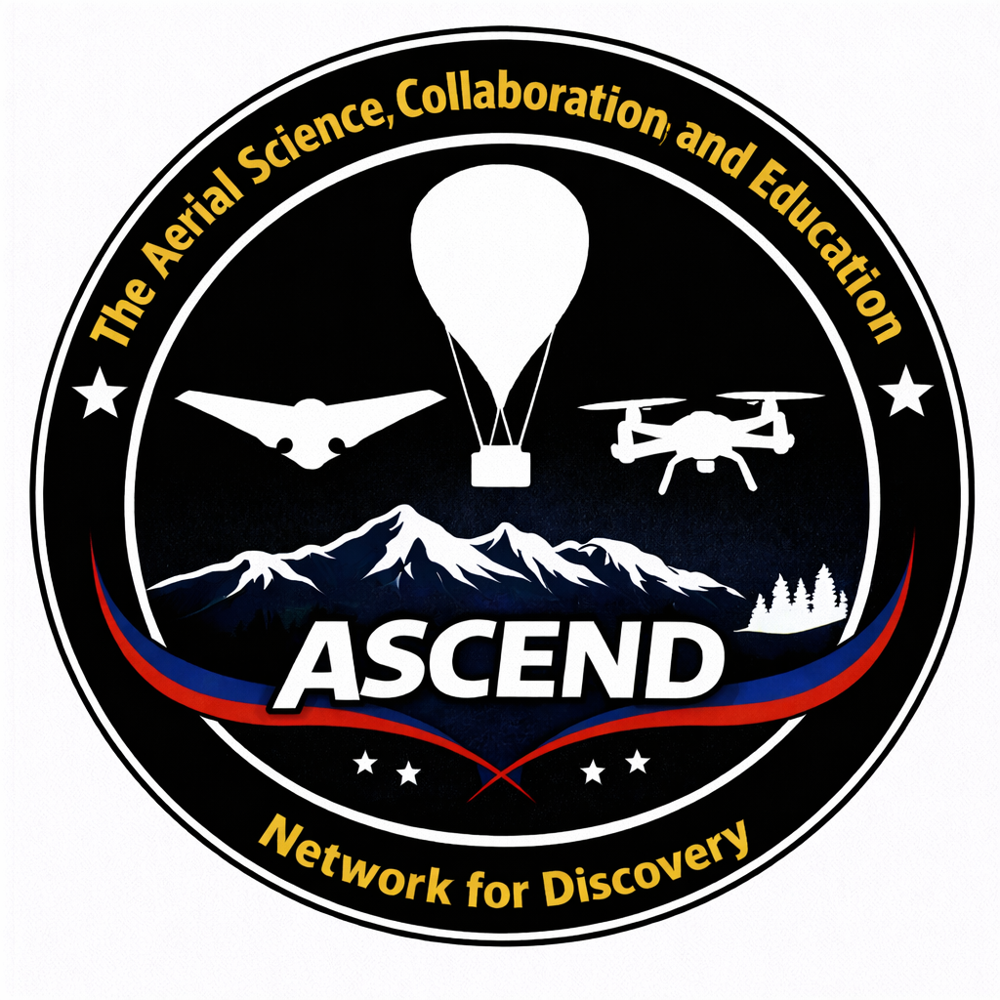 The Aerial Science, Collaboration, and Education
ASCEND
Network for Discovery